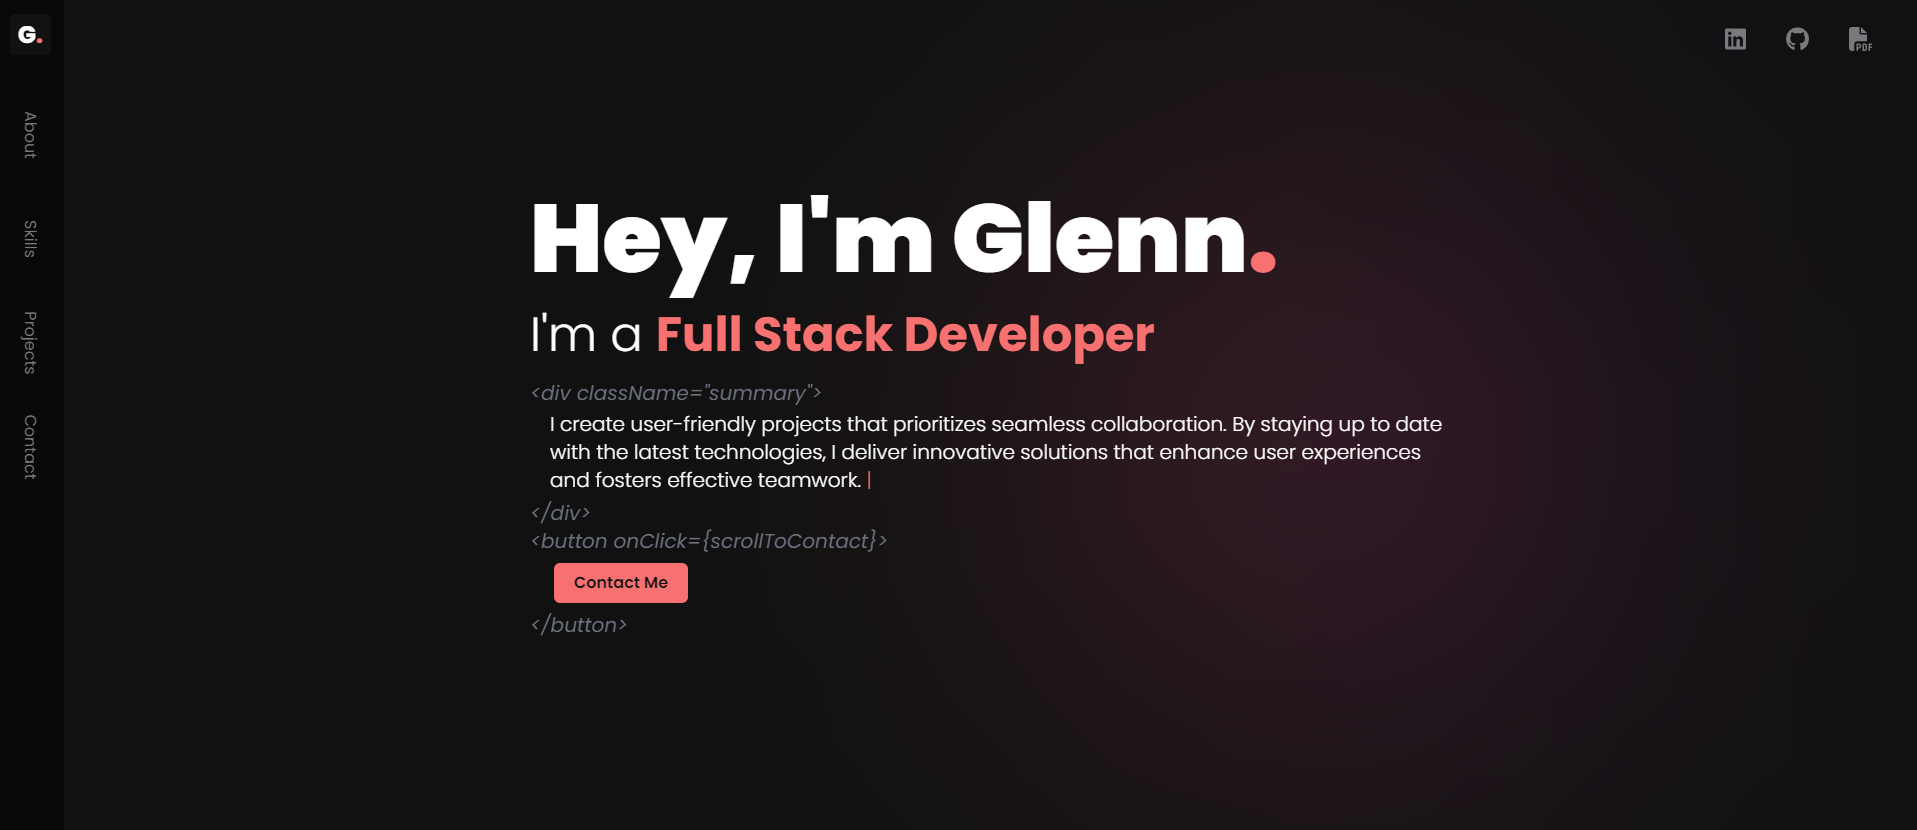 G.
About
Skills
Projects
Contact
PDF
Hey, I'm Glenn.
I'm a Full Stack Developer
<div className="summary">
I create user-friendly projects that prioritizes seamless collaboration. By staying up to date
with the latest technologies, I deliver innovative solutions that enhance user experiences
and fosters effective teamwork. |
</div>
<button onClick={scrollToContact}>
Contact Me
</button>